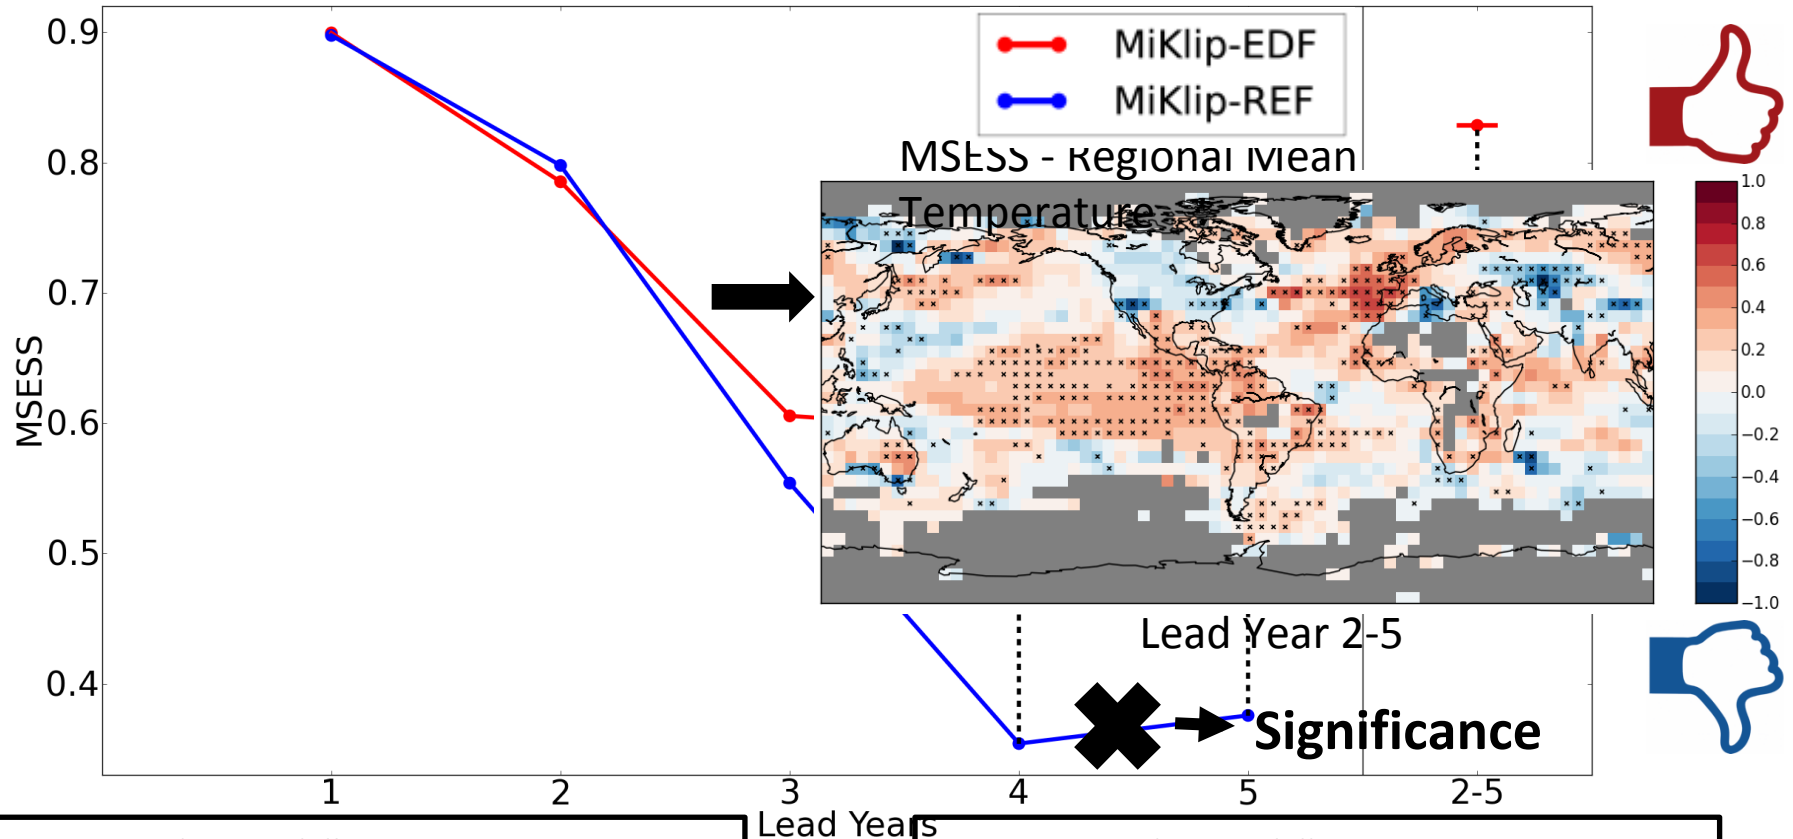 0.9
0.8
0.7
0.6
0.5
0.4
MSESS
1
2
3
4
5
2-5
Lead Years
MiKlip-EDF
MiKlip-REF
MSESS - Regional Mean
Temperature
1.0
0.8
0.6
0.4
0.2
0.0
−0.2
−0.4
−0.6
−0.8
−1.0
Lead Year 2-5
Significance